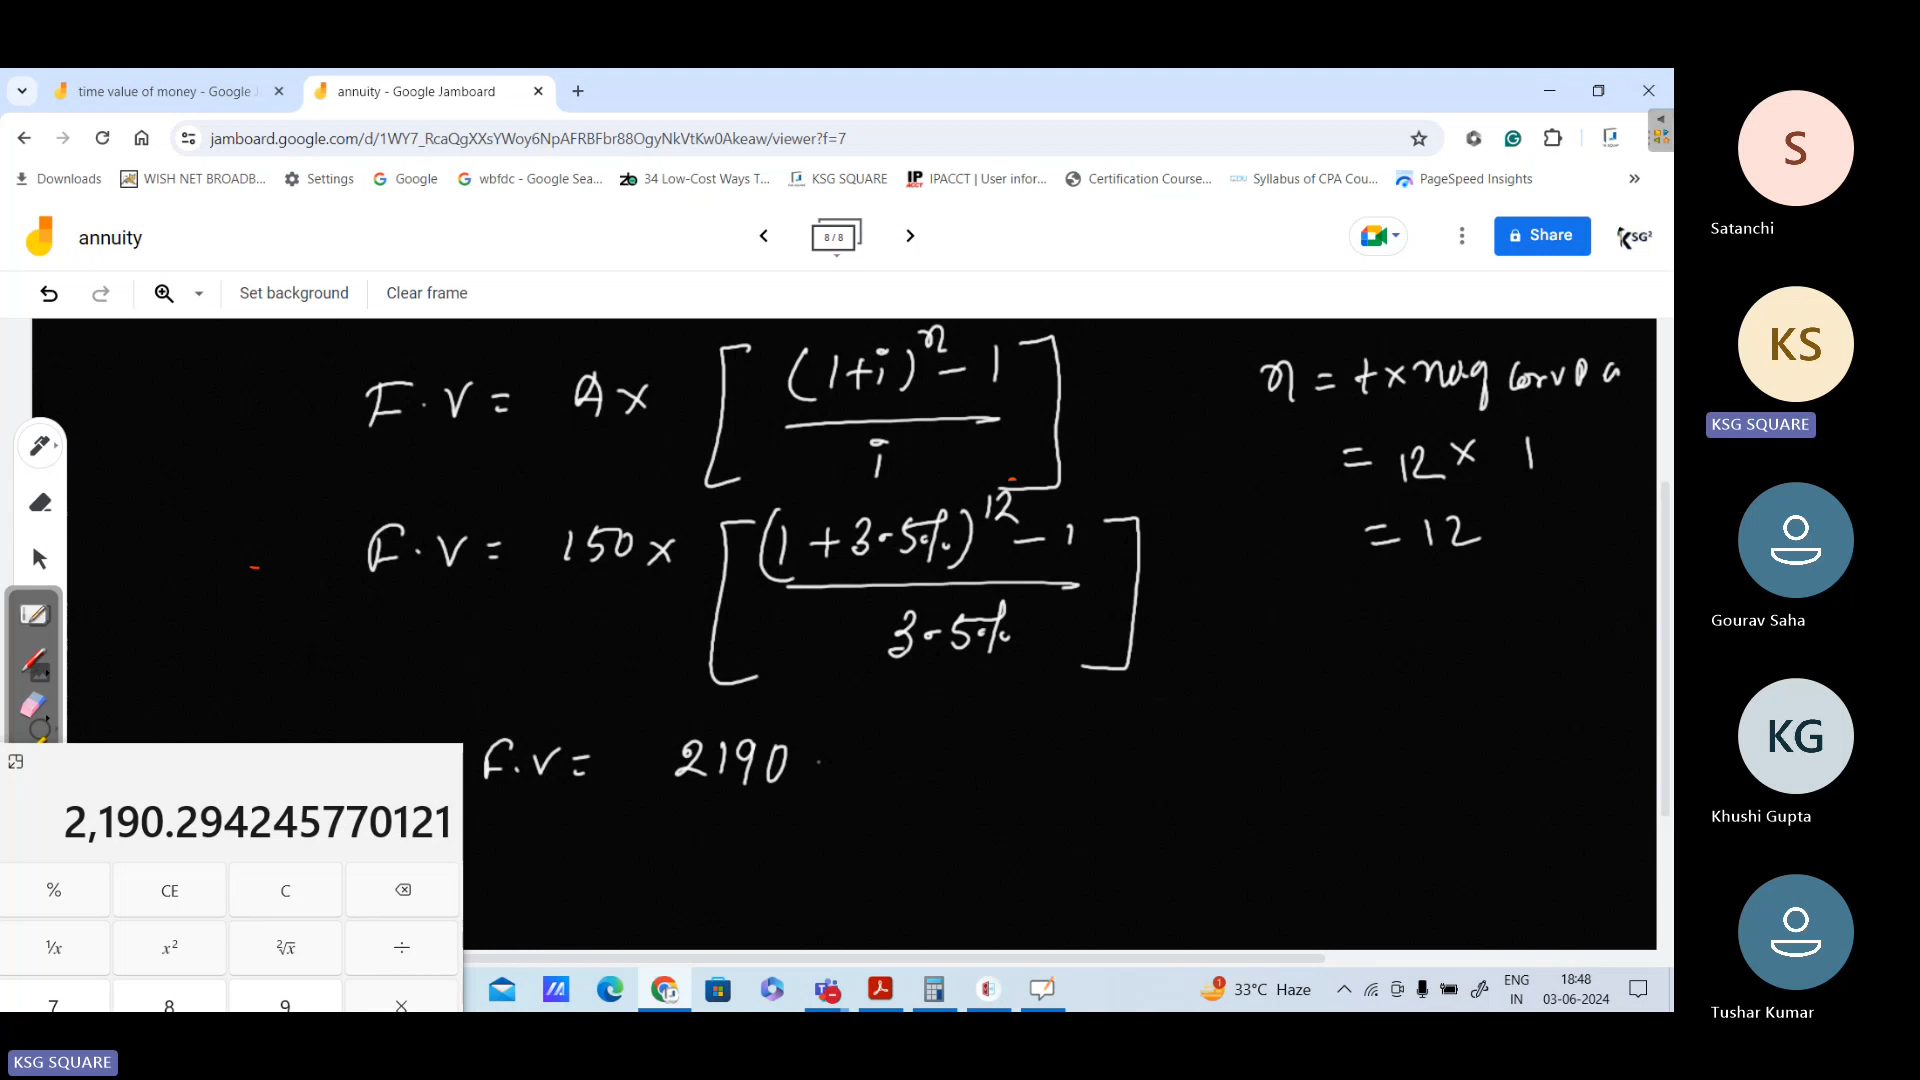 time value of money - Google J
annuity - Google Jamboard
jamboard.google.com/d/1WY7_RcaQgXXsYWoy6NpAFRBFbr88OgyNkVtKw0Akeaw/viewer?f=7
Downloads WISH NET BROADB... Settings Google wbfdc - Google Sea... 34 Low-Cost Ways T... KSG SQUARE IPACCT | User infor... Certification Course... Syllabus of CPA Cou... PageSpeed Insights »
annuity
8 / 8
Share
KSG²
Set background Clear frame
F.V = A x [ (1+i)^n - 1 / i ]
n = t x no of conv p a
= 12 x 1
= 12
F.V = 150 x [ (1 + 3.5%)^12 - 1 / 3.5% ]
F.V = 2190 .
2,190.294245770121
% CE C
1/x x² ²√x ÷
7 8 9 ×
33°C Haze
ENG
IN
18:48
03-06-2024
S
Satanchi
KS
KSG SQUARE
Gourav Saha
KG
Khushi Gupta
Tushar Kumar
KSG SQUARE